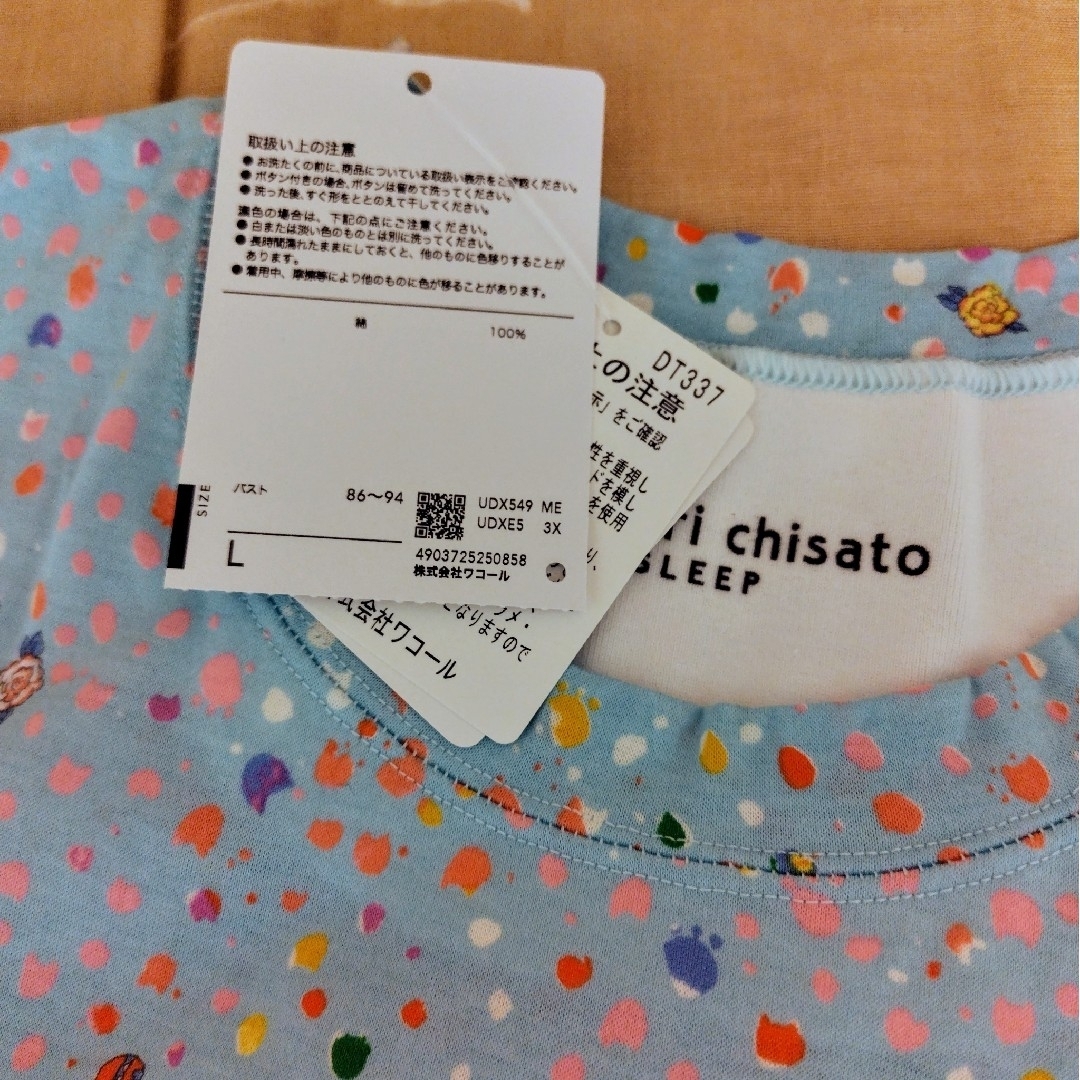 取扱い上の注意
●お洗たくの前に、商品についている取扱い表示をご確認ください。
●ボタン付きの場合、ボタンは留めて洗ってください。
●洗った後、すぐ形をととのえて干してください。
濃色の場合は、下記の点にご注意ください。
●白または淡い色のものとは別に洗ってください。
●長時間濡れたままにしておくと、他のものに色移りすることが
あります。
●着用中、摩擦等により他のものに色が移ることがあります。
綿 100%
SIZE
バスト 86〜94
L
UDX549 ME
UDXE5 3X
4903725250858
株式会社ワコール
DT337
上の注意
示」をご確認
性を重視し
ドを模し
を使用
り、
ラメ・
となりますので
式会社ワコール
ri chisato
SLEEP